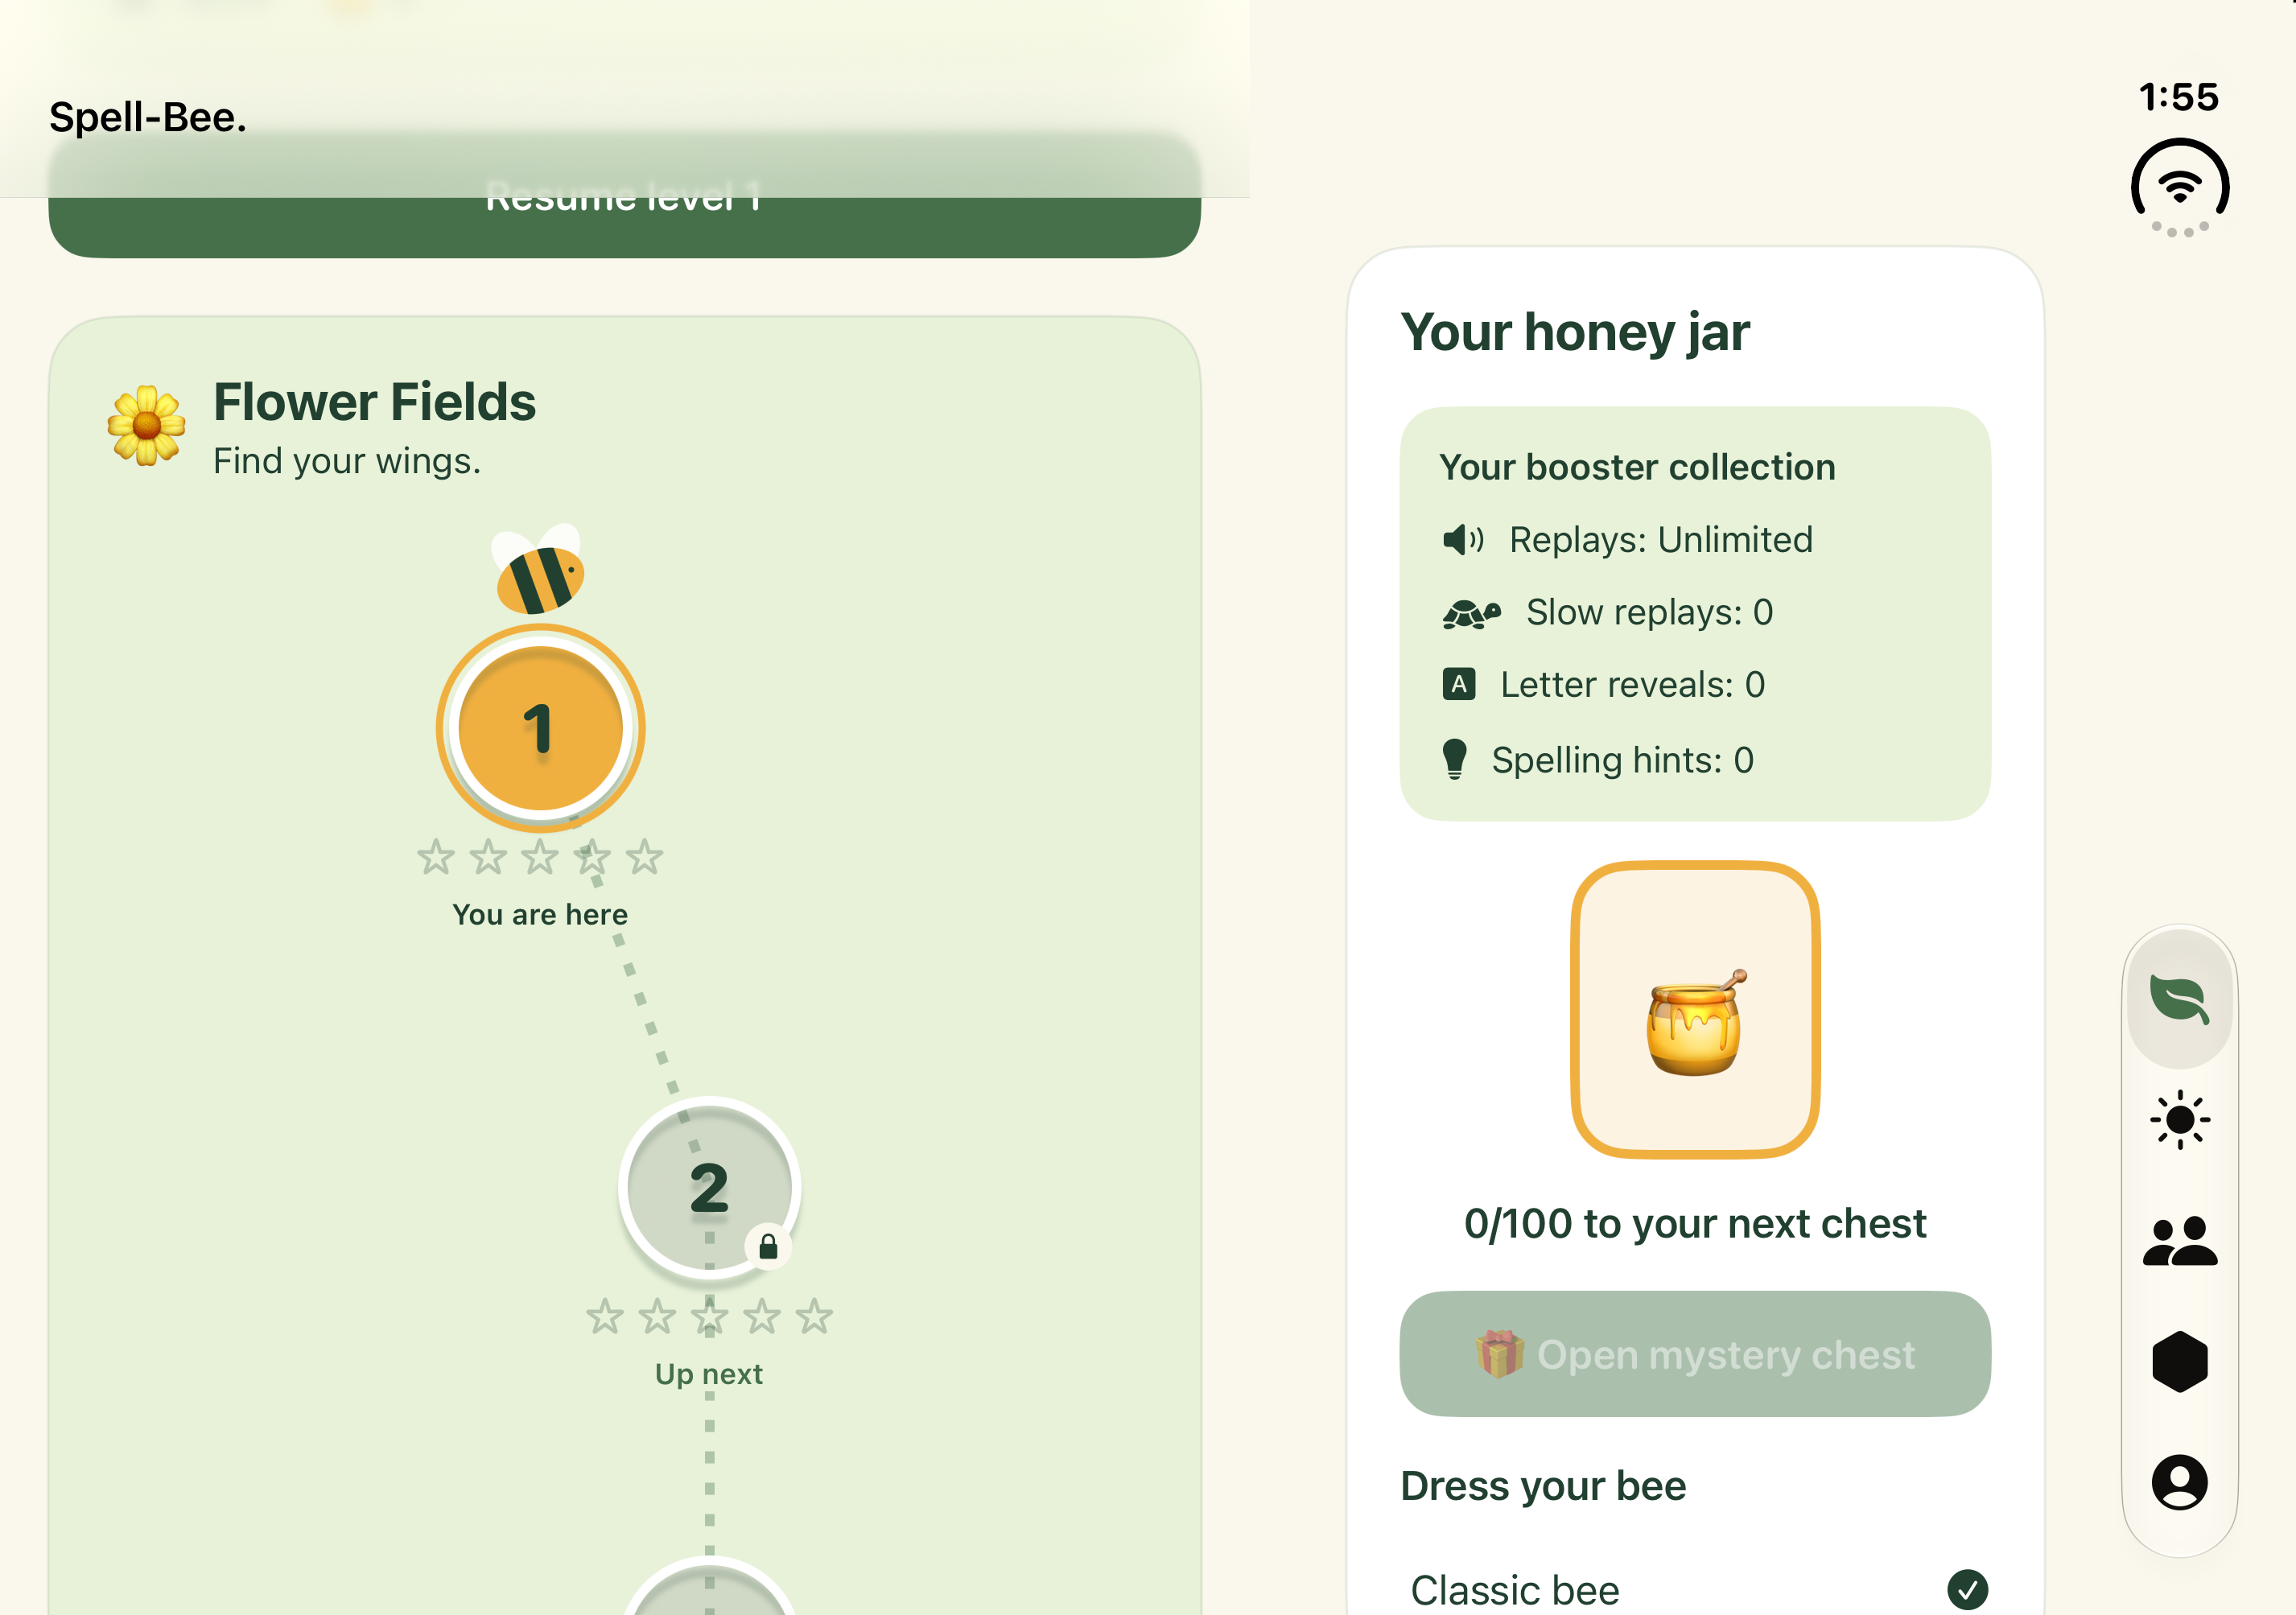 Spell-Bee.
Resume level 1
Flower Fields
Find your wings.
1
You are here
2
Up next
1:55
Your honey jar
Your booster collection
Replays: Unlimited
Slow replays: 0
A Letter reveals: 0
Spelling hints: 0
0/100 to your next chest
Open mystery chest
Dress your bee
Classic bee